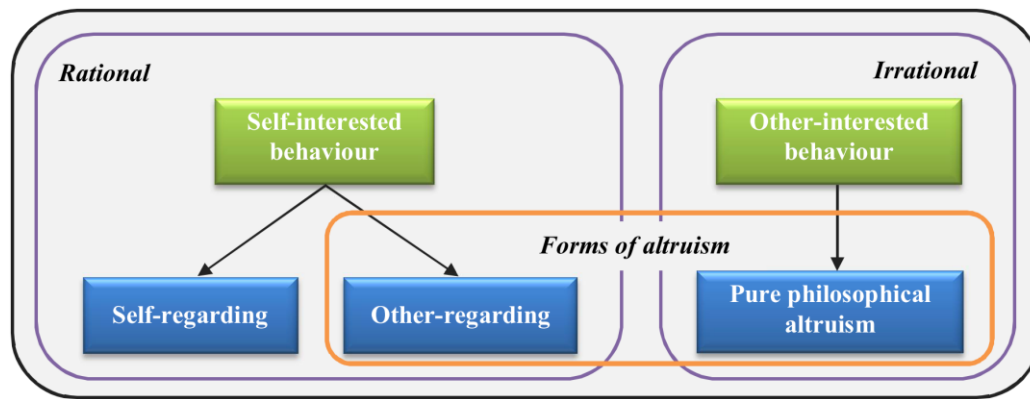 Rational
Irrational
Self-interested
behaviour
Other-interested
behaviour
Forms of altruism
Self-regarding
Other-regarding
Pure philosophical
altruism